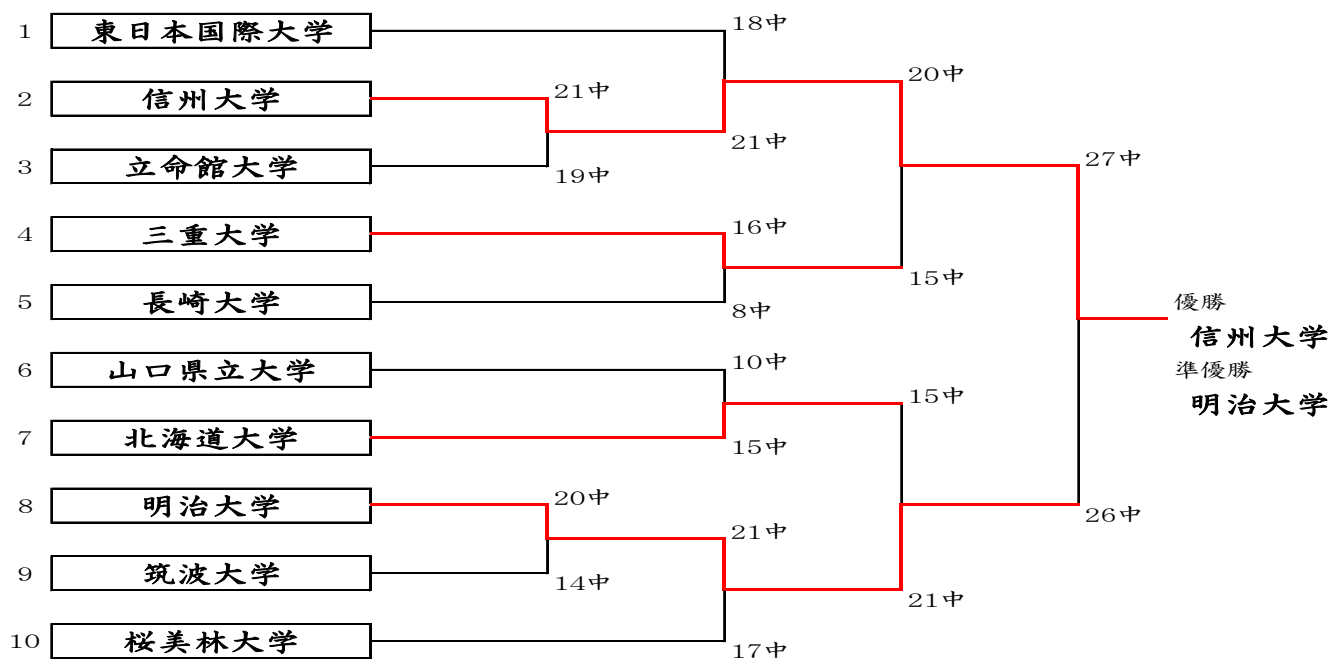 1 東日本国際大学
18中
20中
2 信州大学
21中
21中
27中
3 立命館大学
19中
4 三重大学
16中
15中
5 長崎大学
8中
優勝
信州大学
6 山口県立大学
10中
準優勝
15中
明治大学
7 北海道大学
15中
8 明治大学
20中
26中
21中
9 筑波大学
14中
21中
10 桜美林大学
17中